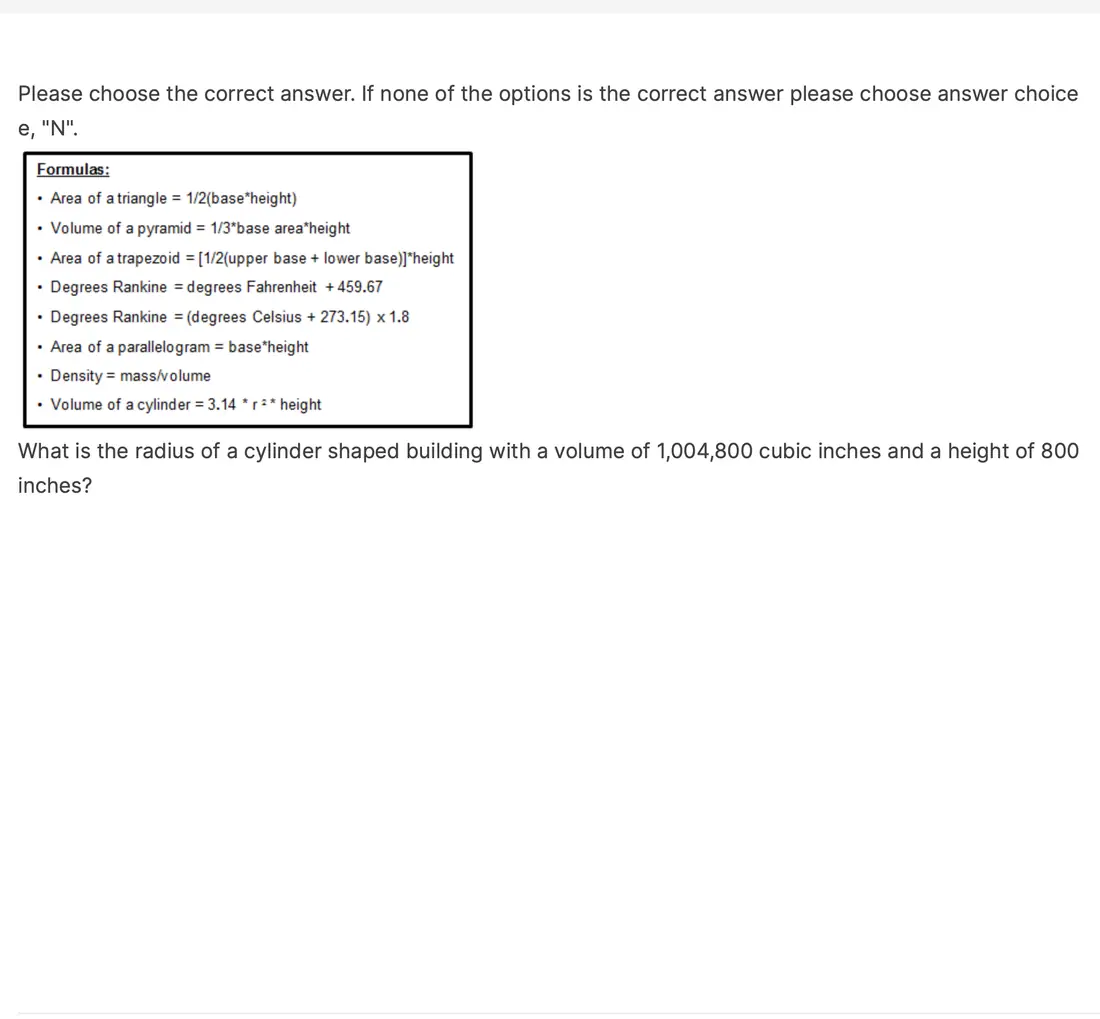 Please choose the correct answer. If none of the options is the correct answer please choose answer choice
e, "N".
Formulas:
• Area of a triangle = 1/2(base*height)
• Volume of a pyramid = 1/3*base area*height
• Area of a trapezoid = [1/2(upper base + lower base)]*height
• Degrees Rankine = degrees Fahrenheit + 459.67
• Degrees Rankine = (degrees Celsius + 273.15) x 1.8
• Area of a parallelogram = base*height
• Density = mass/volume
• Volume of a cylinder = 3.14 * r ² * height
What is the radius of a cylinder shaped building with a volume of 1,004,800 cubic inches and a height of 800
inches?